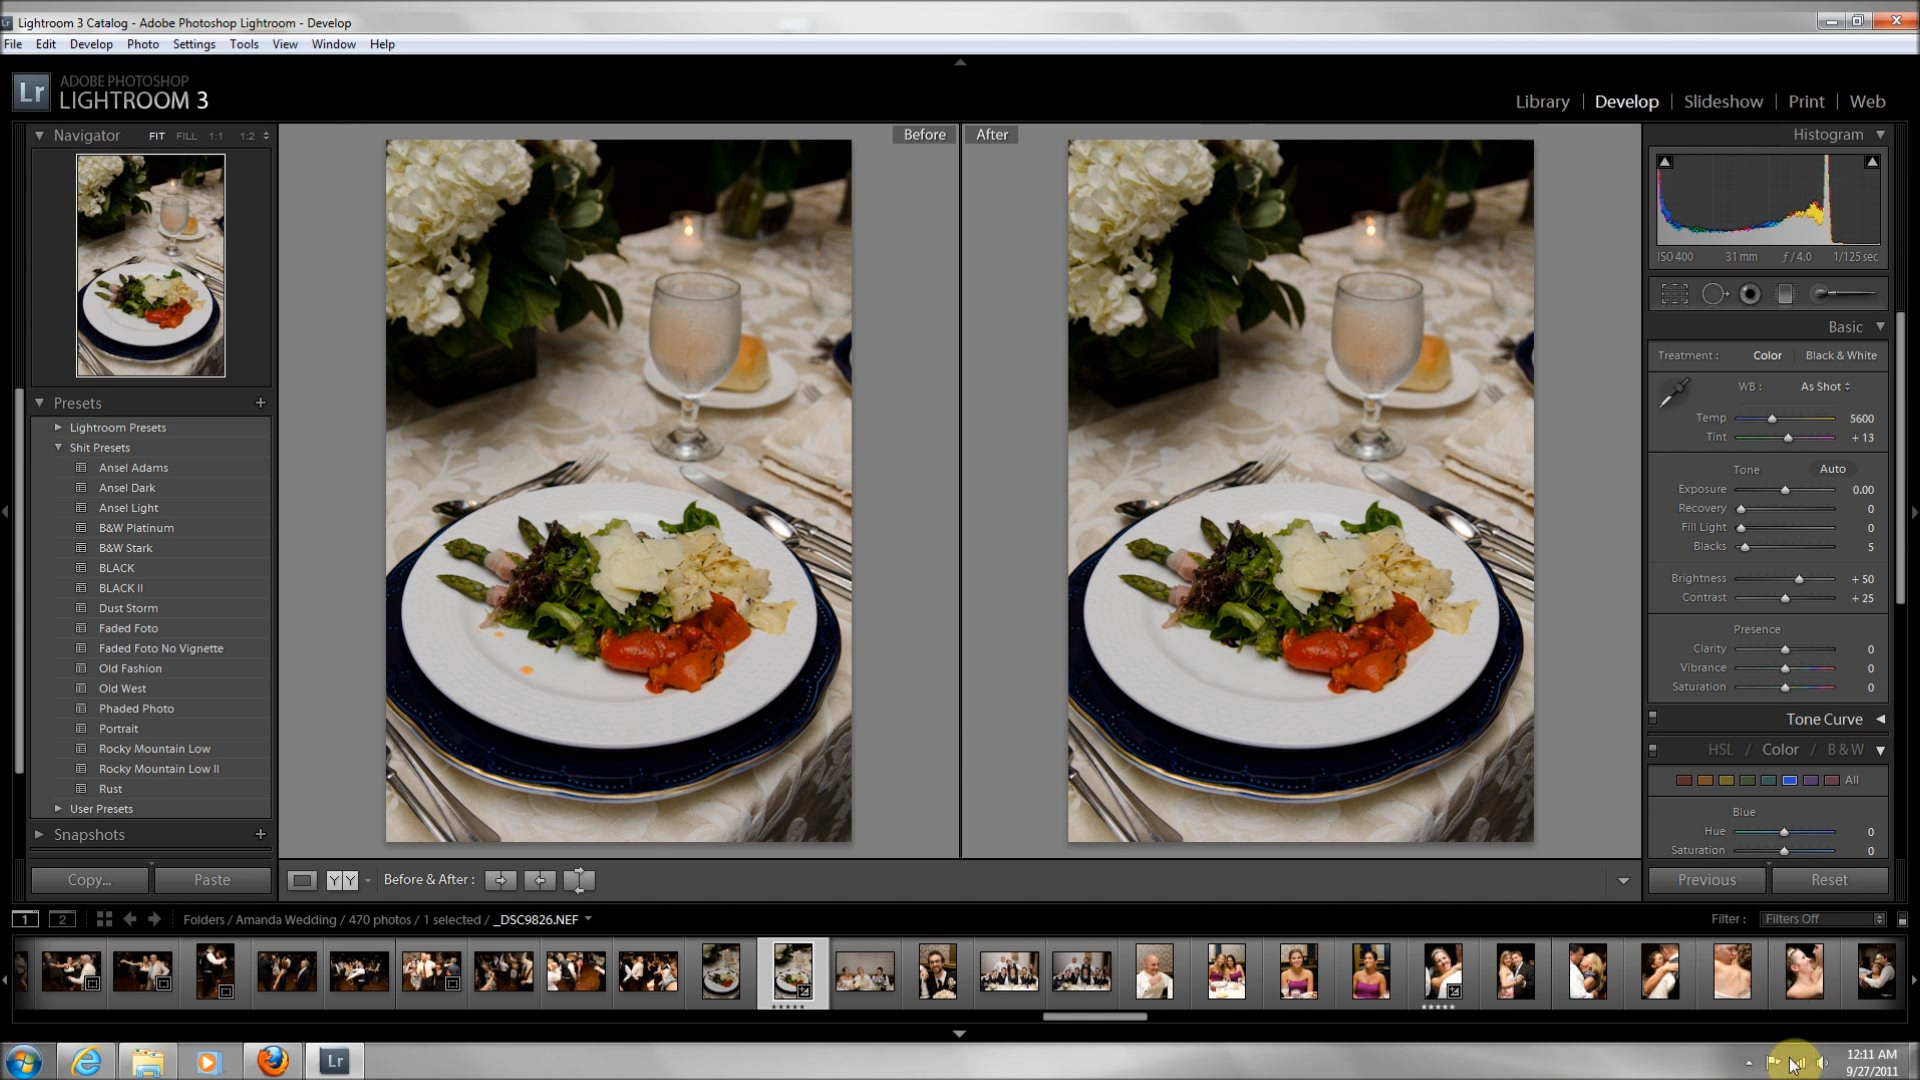 Lr Lightroom 3 Catalog - Adobe Photoshop Lightroom - Develop
File Edit Develop Photo Settings Tools View Window Help
Lr ADOBE PHOTOSHOP
LIGHTROOM 3
Library | Develop | Slideshow | Print | Web
Navigator FIT FILL 1:1 1:2
Before
After
Histogram
ISO 400 31 mm ƒ / 4.0 1/125 sec
Basic
Treatment : Color Black & White
WB : As Shot
Temp 5600
Tint + 13
Tone Auto
Exposure 0.00
Recovery 0
Fill Light 0
Blacks 5
Brightness + 50
Contrast + 25
Presence
Clarity 0
Vibrance 0
Saturation 0
Tone Curve
HSL / Color / B & W
All
Blue
Hue 0
Saturation 0
Previous Reset
Presets +
Lightroom Presets
Shit Presets
Ansel Adams
Ansel Dark
Ansel Light
B&W Platinum
B&W Stark
BLACK
BLACK II
Dust Storm
Faded Foto
Faded Foto No Vignette
Old Fashion
Old West
Phaded Photo
Portrait
Rocky Mountain Low
Rocky Mountain Low II
Rust
User Presets
Snapshots +
Copy... Paste
YY Before & After :
1 2 Folders / Amanda Wedding / 470 photos / 1 selected / _DSC9826.NEF
Filter : Filters Off
Lr
12:11 AM
9/27/2011